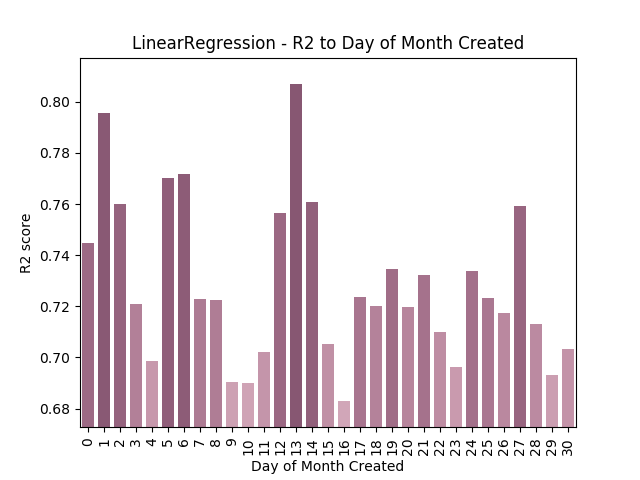 LinearRegression - R2 to Day of Month Created
0.80
0.78
0.76
0.74
0.72
0.70
0.68
R2 score
0 1 2 3 4 5 6 7 8 9 10 11 12 13 14 15 16 17 18 19 20 21 22 23 24 25 26 27 28 29 30
Day of Month Created